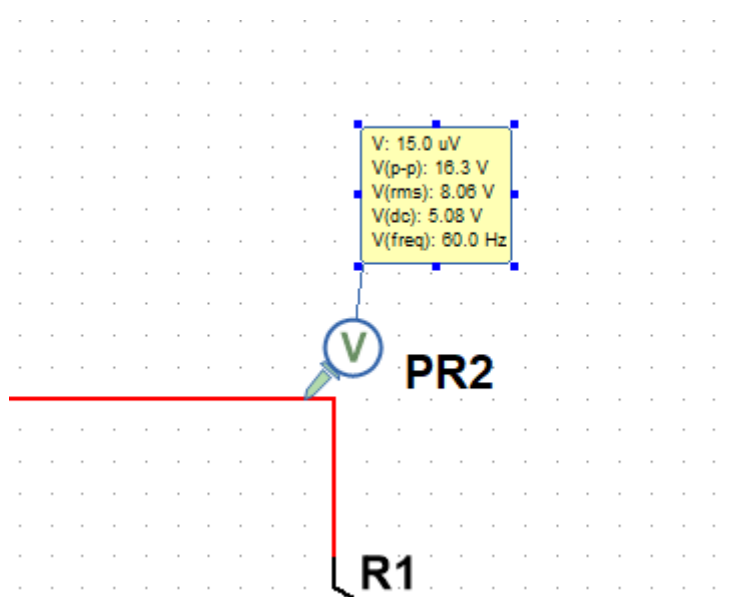 V: 15.0 uV
V(p-p): 16.3 V
V(rms): 8.06 V
V(dc): 5.08 V
V(freq): 60.0 Hz
V
PR2
R1